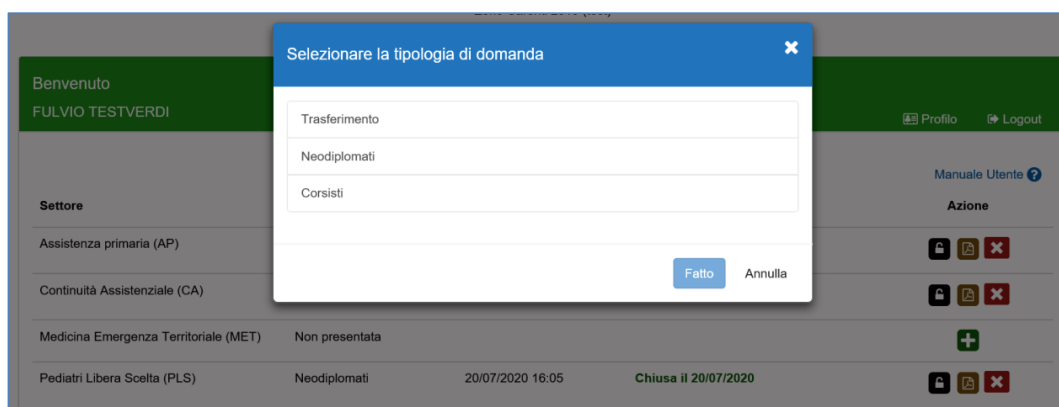 Selezionare la tipologia di domanda
Benvenuto
FULVIO TESTVERDI
Profilo Logout
Trasferimento
Neodiplomati
Corsisti
Manuale Utente
Settore Azione
Assistenza primaria (AP)
Fatto Annulla
Continuità Assistenziale (CA)
Medicina Emergenza Territoriale (MET) Non presentata
Pediatri Libera Scelta (PLS) Neodiplomati 20/07/2020 16:05 Chiusa il 20/07/2020